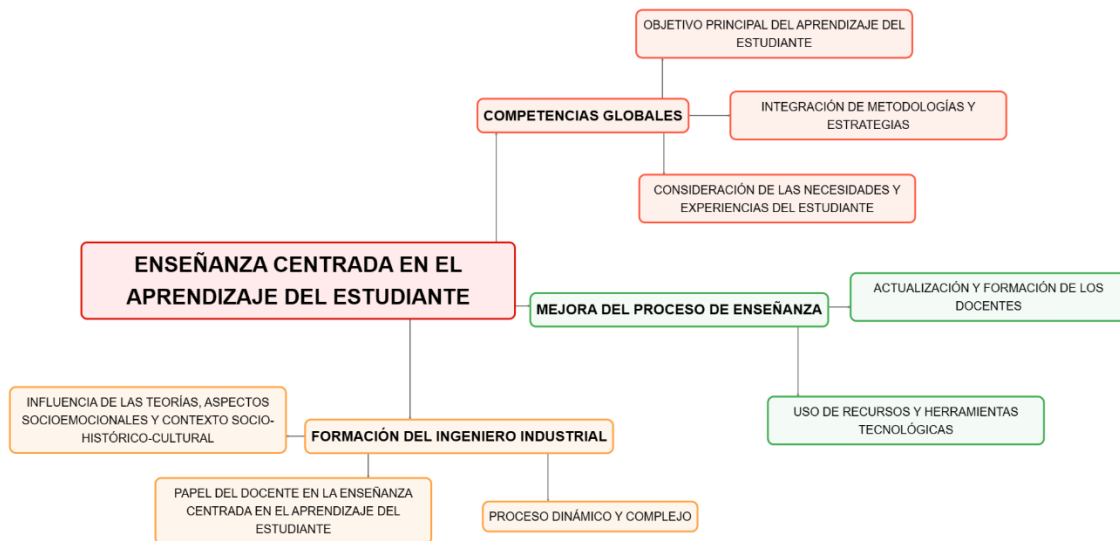 OBJETIVO PRINCIPAL DEL APRENDIZAJE DEL
ESTUDIANTE
COMPETENCIAS GLOBALES
INTEGRACIÓN DE METODOLOGÍAS Y
ESTRATEGIAS
CONSIDERACIÓN DE LAS NECESIDADES Y
EXPERIENCIAS DEL ESTUDIANTE
ENSEÑANZA CENTRADA EN EL
APRENDIZAJE DEL ESTUDIANTE
MEJORA DEL PROCESO DE ENSEÑANZA
ACTUALIZACIÓN Y FORMACIÓN DE LOS
DOCENTES
USO DE RECURSOS Y HERRAMIENTAS
TECNOLÓGICAS
INFLUENCIA DE LAS TEORÍAS, ASPECTOS
SOCIOEMOCIONALES Y CONTEXTO SOCIO-
HISTÓRICO-CULTURAL
FORMACIÓN DEL INGENIERO INDUSTRIAL
PAPEL DEL DOCENTE EN LA ENSEÑANZA
CENTRADA EN EL APRENDIZAJE DEL
ESTUDIANTE
PROCESO DINÁMICO Y COMPLEJO